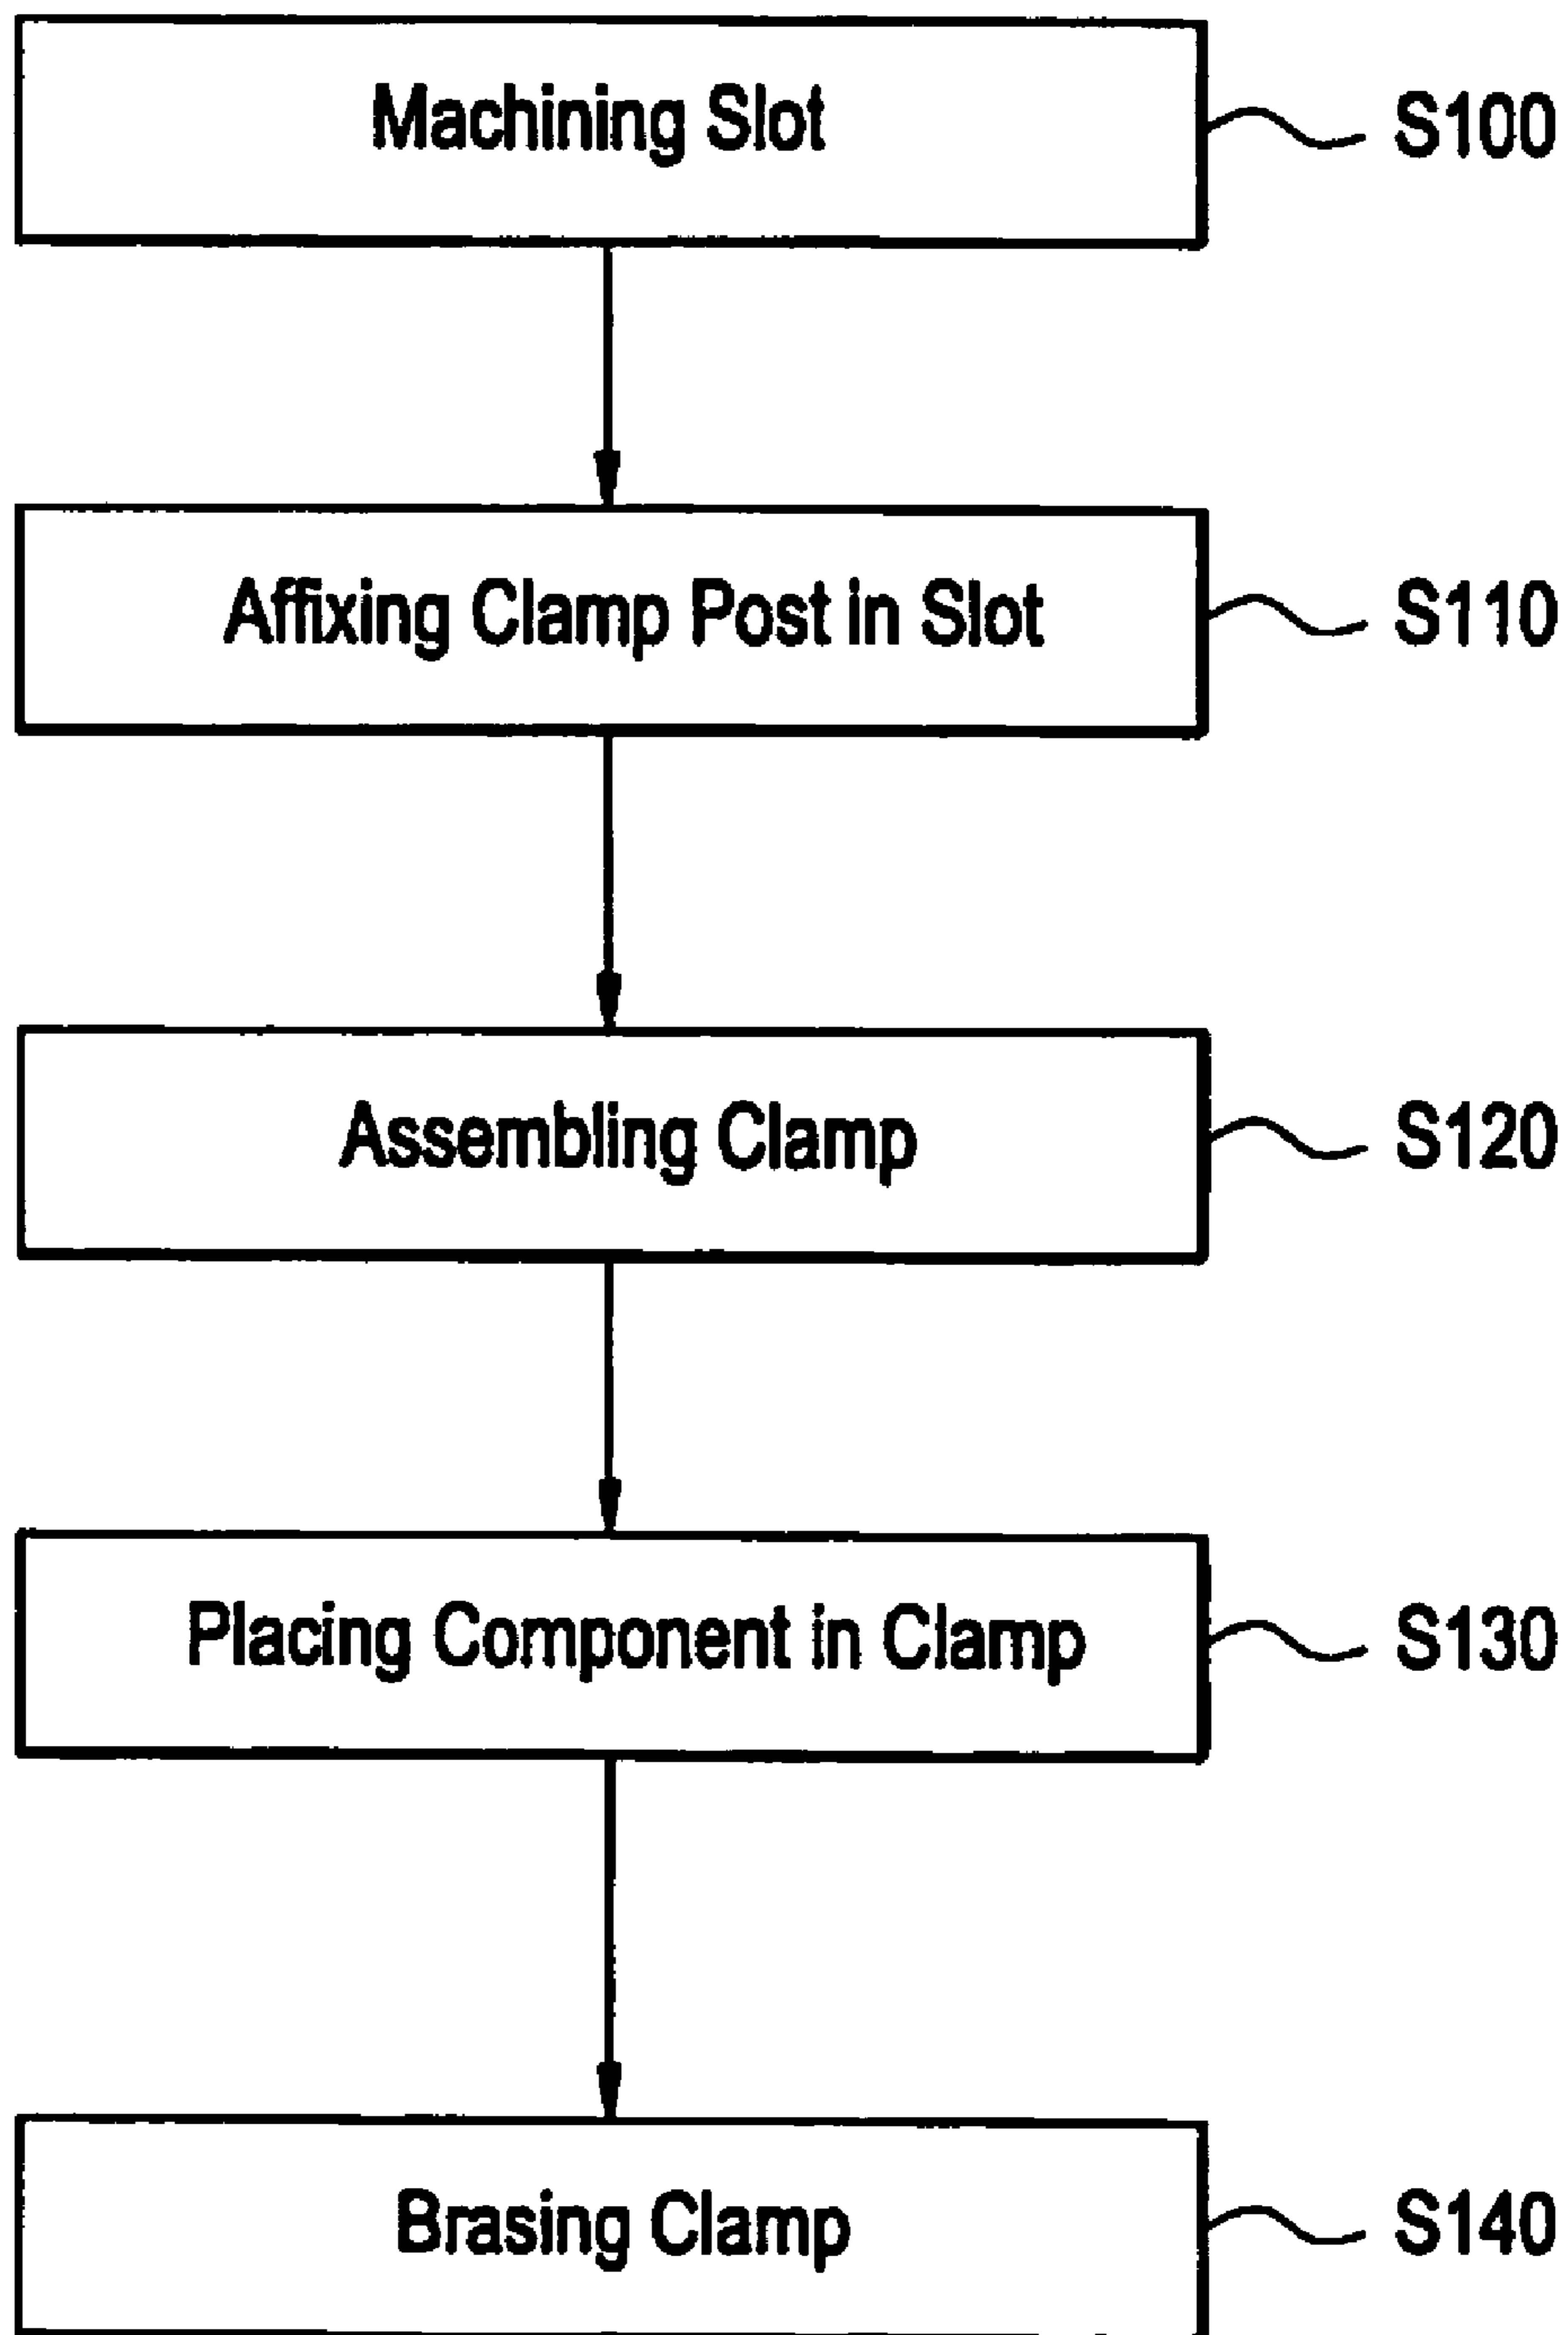 Machining Slot
S100
Affixing Clamp Post in Slot
S110
Assembling Clamp
S120
Placing Component in Clamp
S130
Brasing Clamp
S140